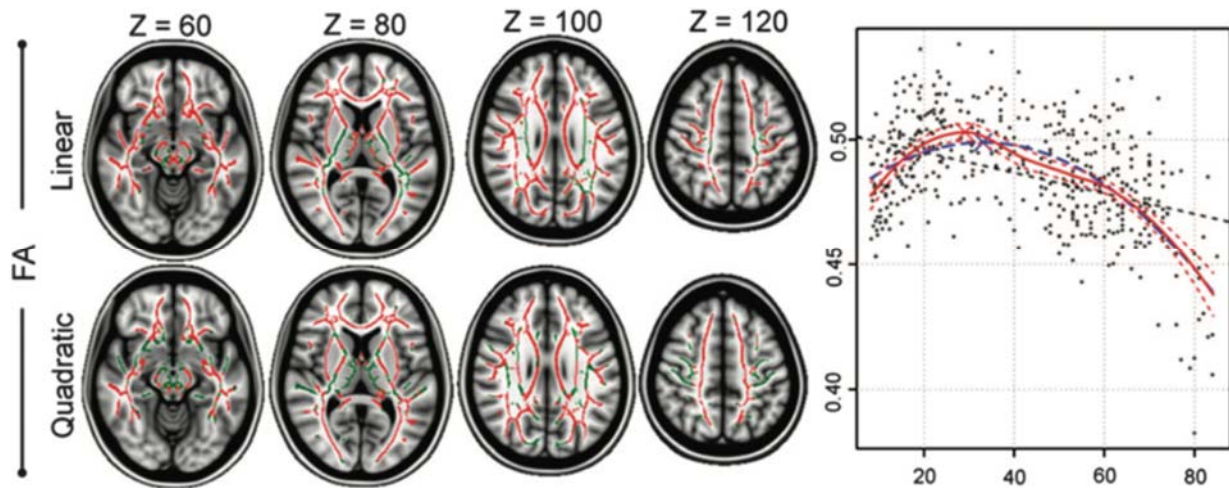 Z = 60
Z = 80
Z = 100
Z = 120
FA
Linear
Quadratic
0.50
0.45
0.40
20
40
60
80